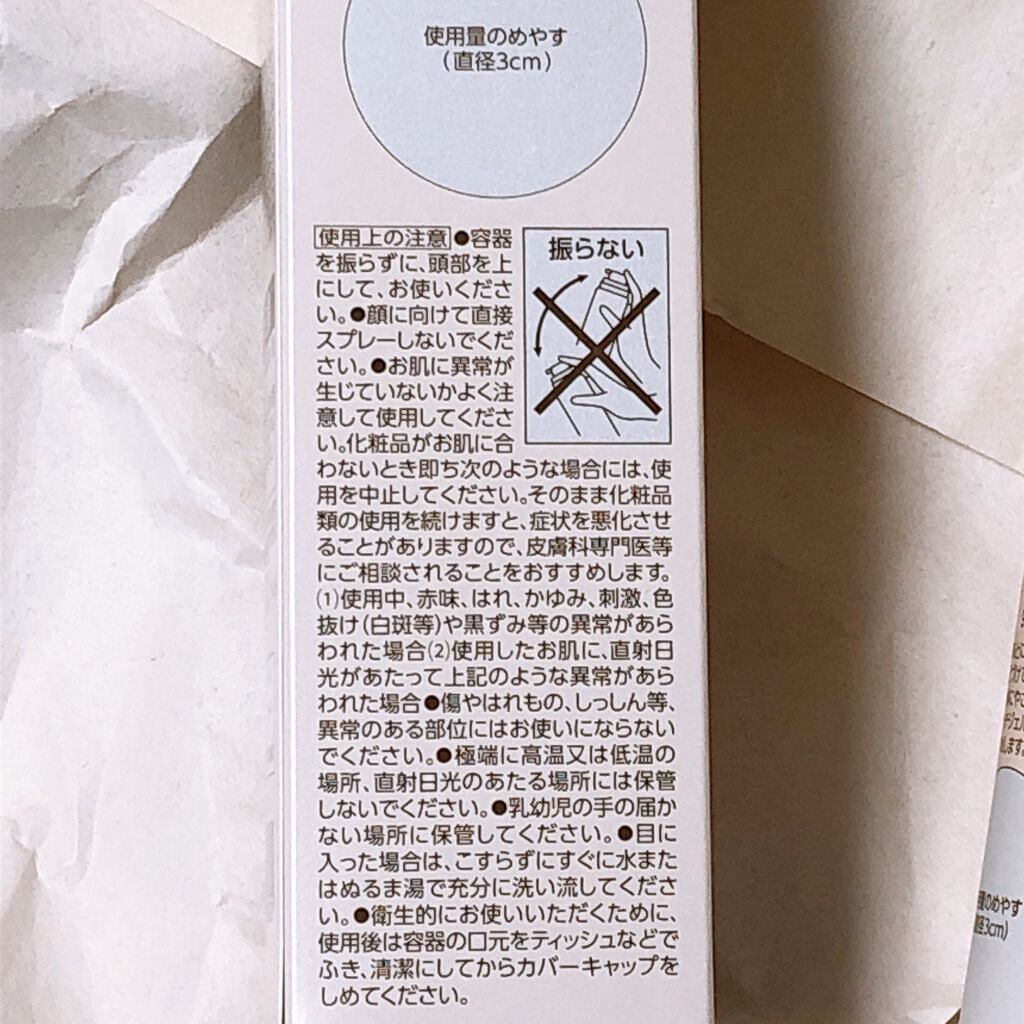 使用量のめやす
(直径3cm)
使用上の注意 ●容器
を振らずに、頭部を上
にして、お使いくださ
い。●顔に向けて直接
スプレーしないでくだ
さい。●お肌に異常が
生じていないかよく注
意して使用してくださ
い。化粧品がお肌に合
振らない
わないとき即ち次のような場合には、使
用を中止してください。そのまま化粧品
類の使用を続けますと、症状を悪化させ
ることがありますので、皮膚科専門医等
にご相談されることをおすすめします。
(1)使用中、赤味、はれ、かゆみ、刺激、色
抜け(白斑等)や黒ずみ等の異常があら
われた場合(2)使用したお肌に、直射日
光があたって上記のような異常があら
われた場合●傷やはれもの、しっしん等、
異常のある部位にはお使いにならない
でください。●極端に高温又は低温の
場所、直射日光のあたる場所には保管
しないでください。●乳幼児の手の届か
ない場所に保管してください。●目に
入った場合は、こすらずにすぐに水また
はぬるま湯で充分に洗い流してくださ
い。●衛生的にお使いいただくために、
使用後は容器の口元をティッシュなどで
ふき、清潔にしてからカバーキャップを
しめてください。
量のめやす
径3cm)